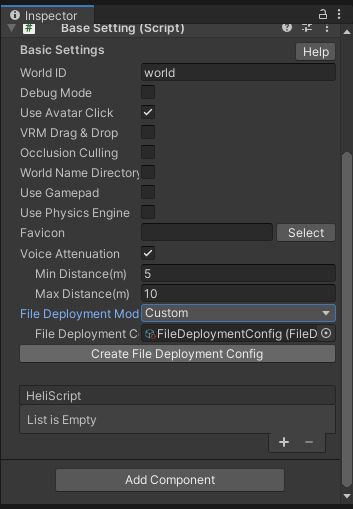 Inspector
Base Setting (Script)
Basic Settings
Help
World ID
world
Debug Mode
Use Avatar Click
VRM Drag & Drop
Occlusion Culling
World Name Directory
Use Gamepad
Use Physics Engine
Favicon
Select
Voice Attenuation
Min Distance(m)
5
Max Distance(m)
10
File Deployment Mod
Custom
File Deployment C
FileDeploymentConfig (FileD
Create File Deployment Config
HeliScript
List is Empty
Add Component